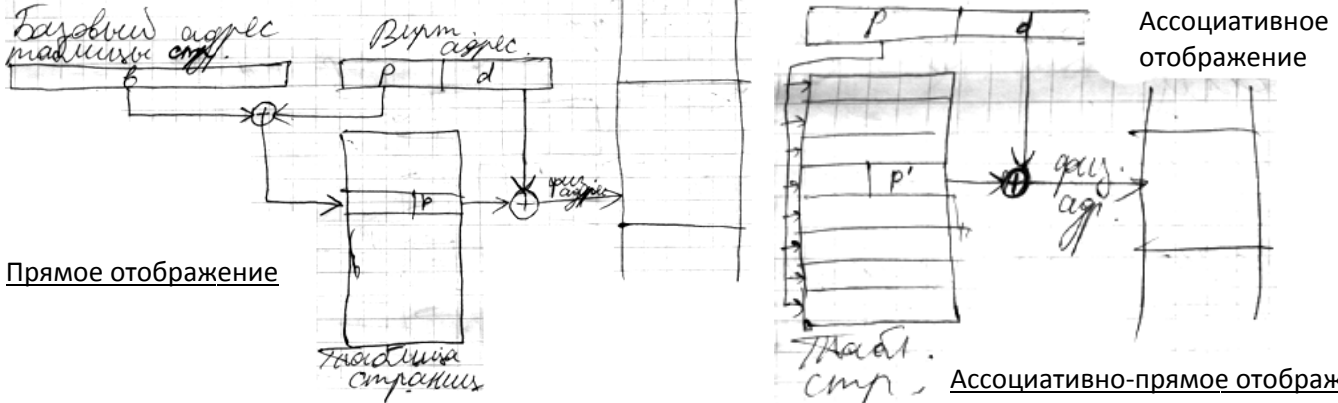 Базовый адрес
таблицы стр.
b
Вирт
адрес.
p d
p
физ.
адрес
Прямое отображение
Таблица
страниц
p d
Ассоциативное
отображение
p'
физ.
адр.
Табл.
стр.
Ассоциативно-прямое отображ